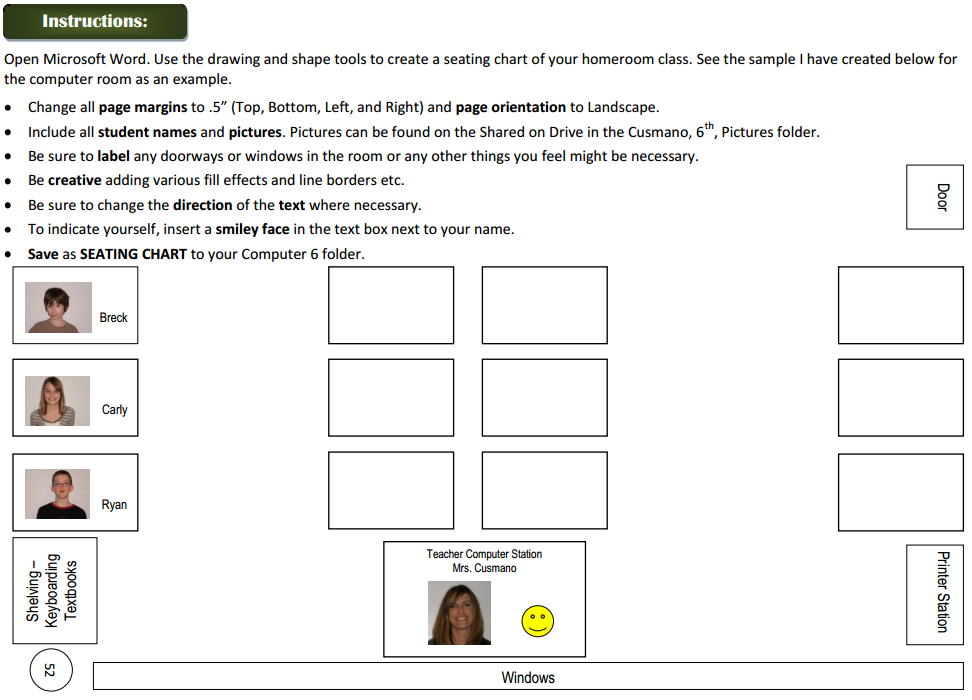 Instructions:
Open Microsoft Word. Use the drawing and shape tools to create a seating chart of your homeroom class. See the sample I have created below for
the computer room as an example.
• Change all page margins to .5” (Top, Bottom, Left, and Right) and page orientation to Landscape.
• Include all student names and pictures. Pictures can be found on the Shared on Drive in the Cusmano, 6th, Pictures folder.
• Be sure to label any doorways or windows in the room or any other things you feel might be necessary.
• Be creative adding various fill effects and line borders etc.
• Be sure to change the direction of the text where necessary.
• To indicate yourself, insert a smiley face in the text box next to your name.
• Save as SEATING CHART to your Computer 6 folder.
Door
Breck
Carly
Ryan
Shelving –
Keyboarding
Textbooks
Teacher Computer Station
Mrs. Cusmano
Printer Station
52
Windows